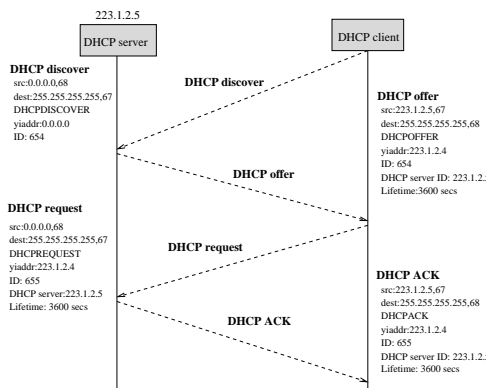 223.1.2.5
DHCP server
DHCP client
DHCP discover
src:0.0.0.0,68
dest:255.255.255.255,67
DHCPDISCOVER
yiaddr:0.0.0.0
ID: 654
DHCP discover
DHCP offer
src:223.1.2.5,67
dest:255.255.255.255,68
DHCPOFFER
yiaddr:223.1.2.4
ID: 654
DHCP server ID: 223.1.2.
Lifetime:3600 secs
DHCP offer
DHCP request
src:0.0.0.0,68
dest:255.255.255.255,67
DHCPREQUEST
yiaddr:223.1.2.4
ID: 655
DHCP server:223.1.2.5
Lifetime: 3600 secs
DHCP request
DHCP ACK
src:223.1.2.5,67
dest:255.255.255.255,68
DHCPACK
yiaddr:223.1.2.4
ID: 655
DHCP server ID: 223.1.2.
Lifetime: 3600 secs
DHCP ACK